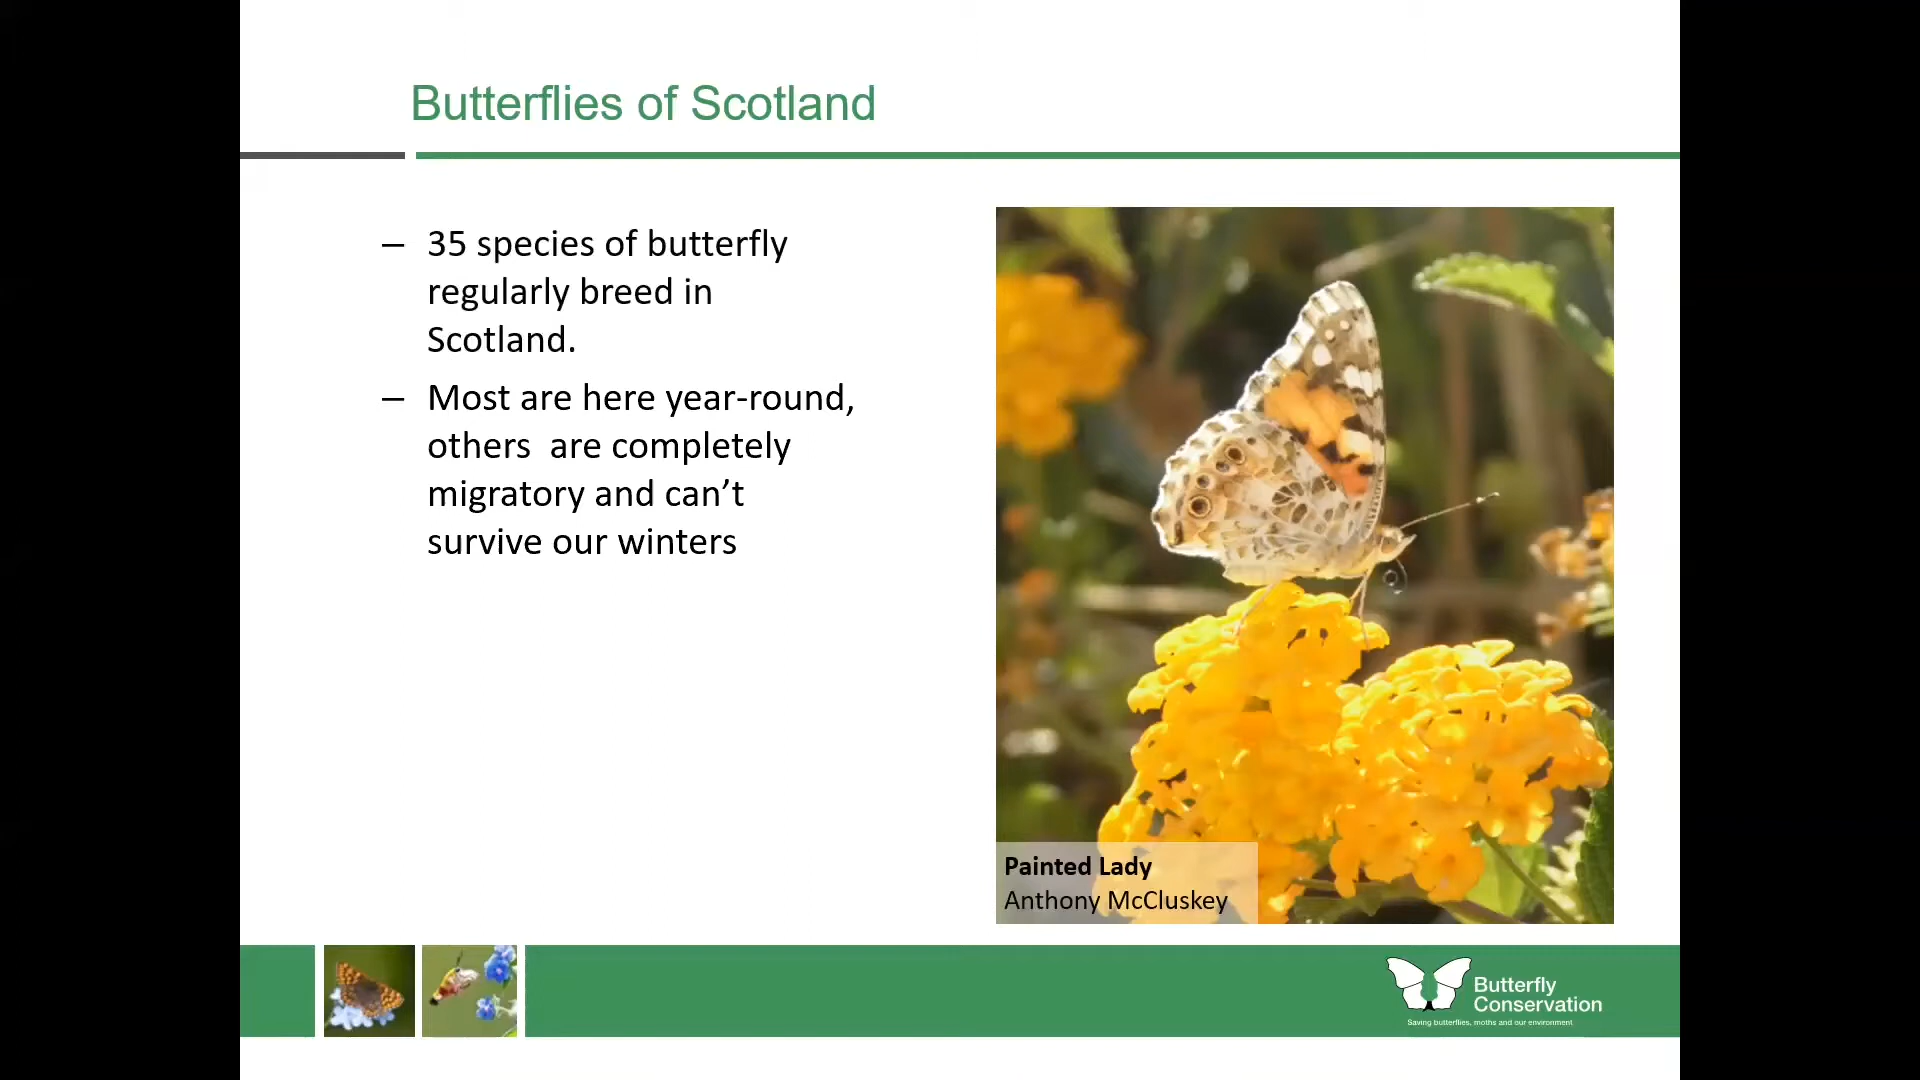 Butterflies of Scotland
– 35 species of butterfly
regularly breed in
Scotland.
– Most are here year-round,
others  are completely
migratory and can’t
survive our winters
Painted Lady
Anthony McCluskey
Butterfly
Conservation
Saving butterflies, moths and our environment